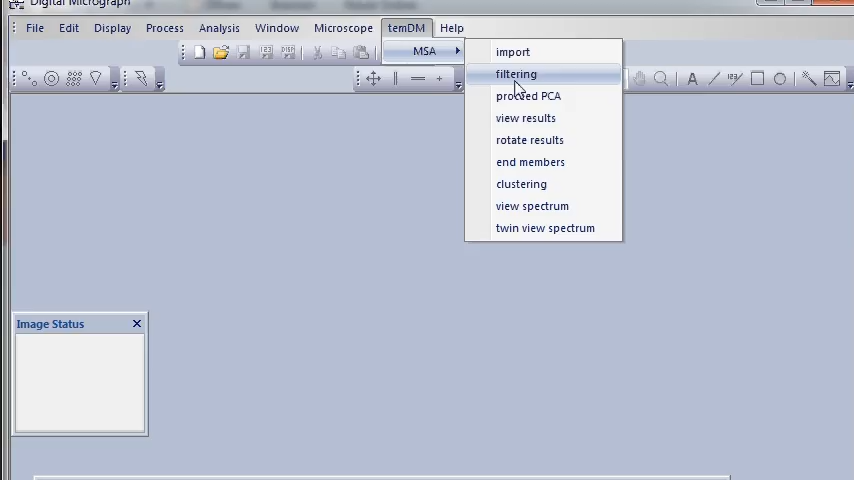 Digital Micrograph
File Edit Display Process Analysis Window Microscope temDM Help
MSA
import
filtering
proceed PCA
view results
rotate results
end members
clustering
view spectrum
twin view spectrum
Image Status